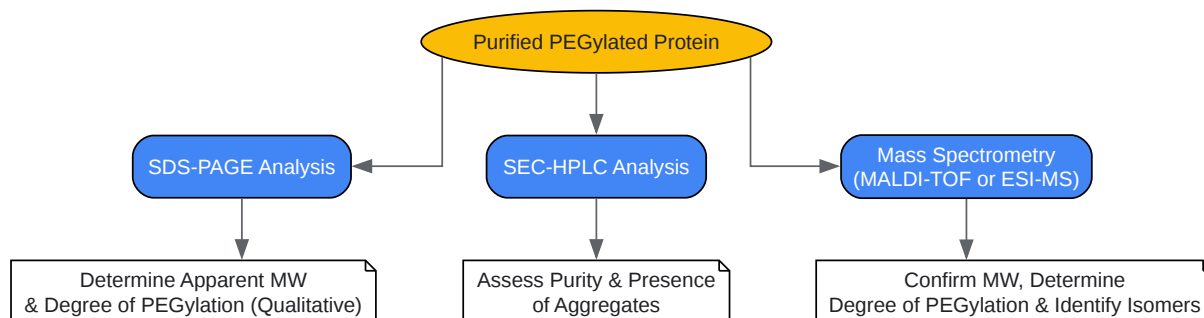 Purified PEGylated Protein
SDS-PAGE Analysis
SEC-HPLC Analysis
Mass Spectrometry
(MALDI-TOF or ESI-MS)
Determine Apparent MW
& Degree of PEGylation (Qualitative)
Assess Purity & Presence
of Aggregates
Confirm MW, Determine
Degree of PEGylation & Identify Isomers